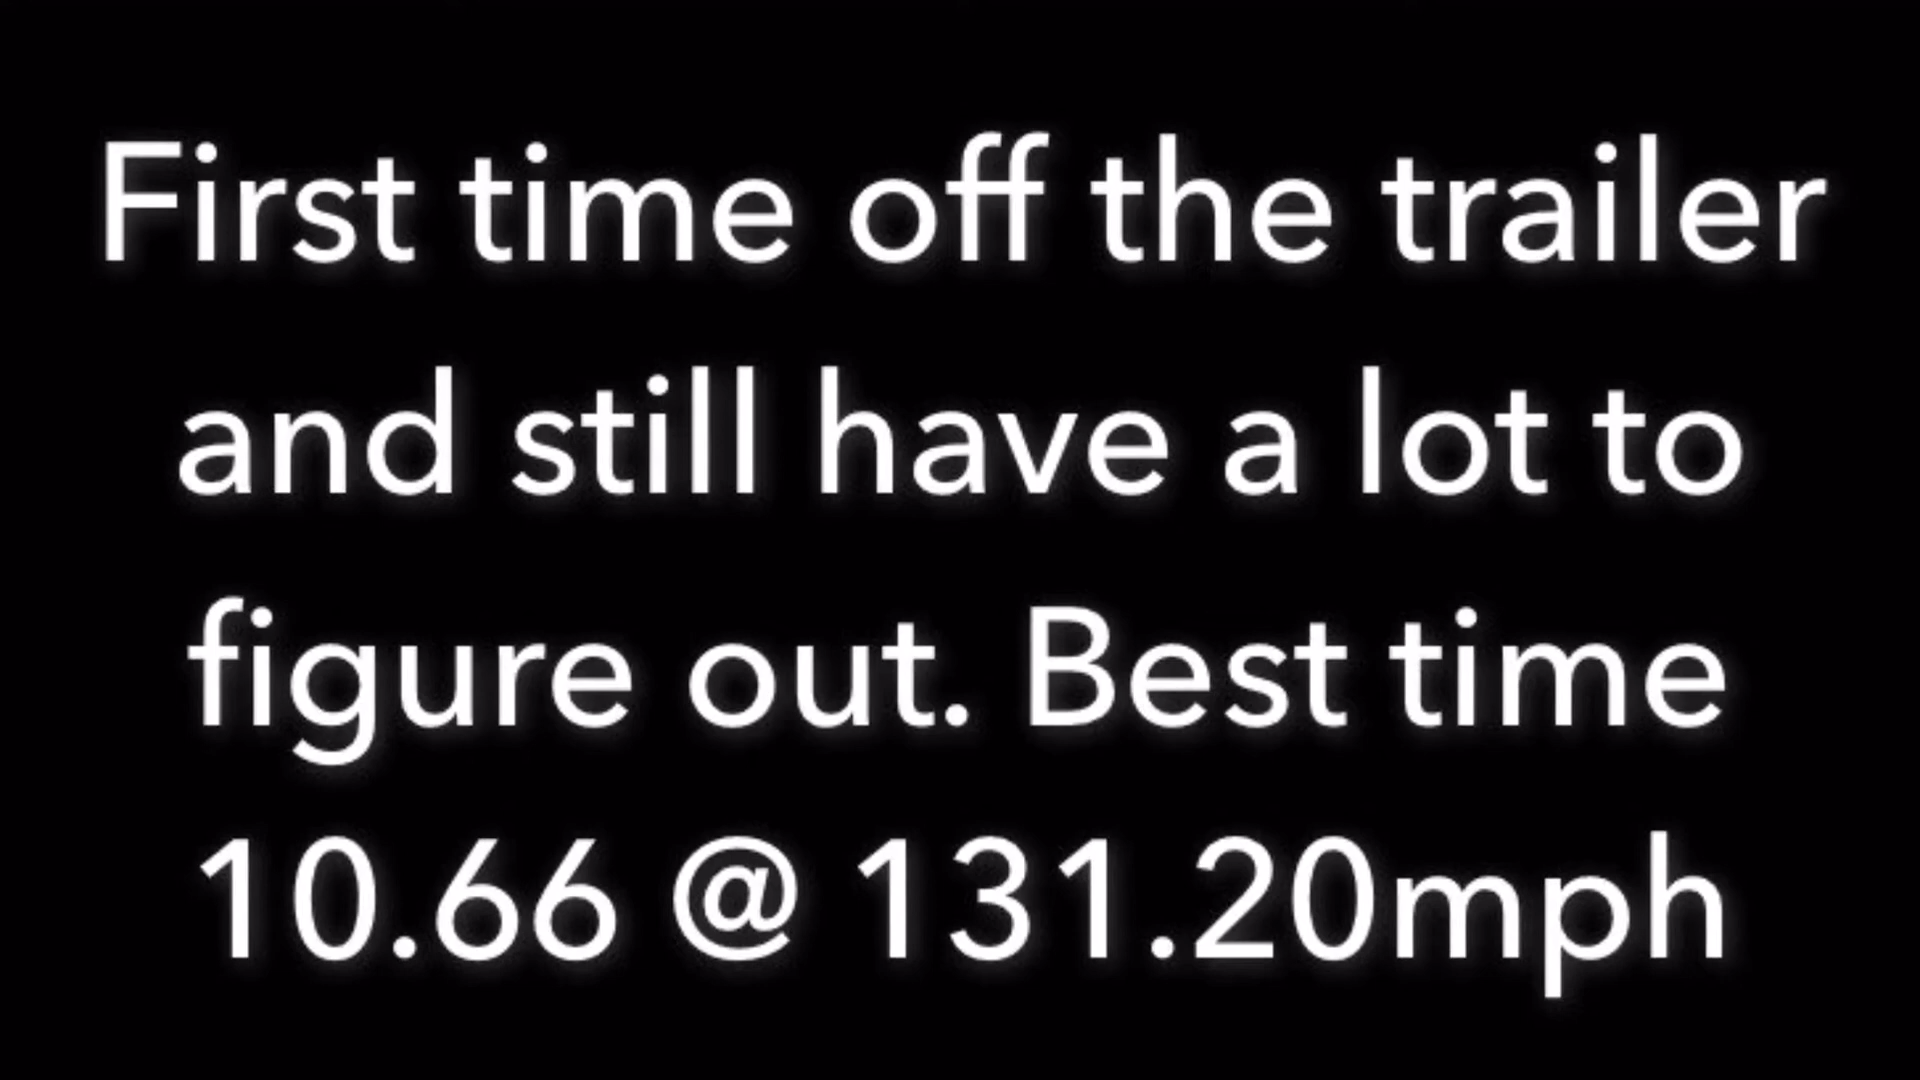 First time off the trailer
and still have a lot to
figure out. Best time
10.66 @ 131.20mph